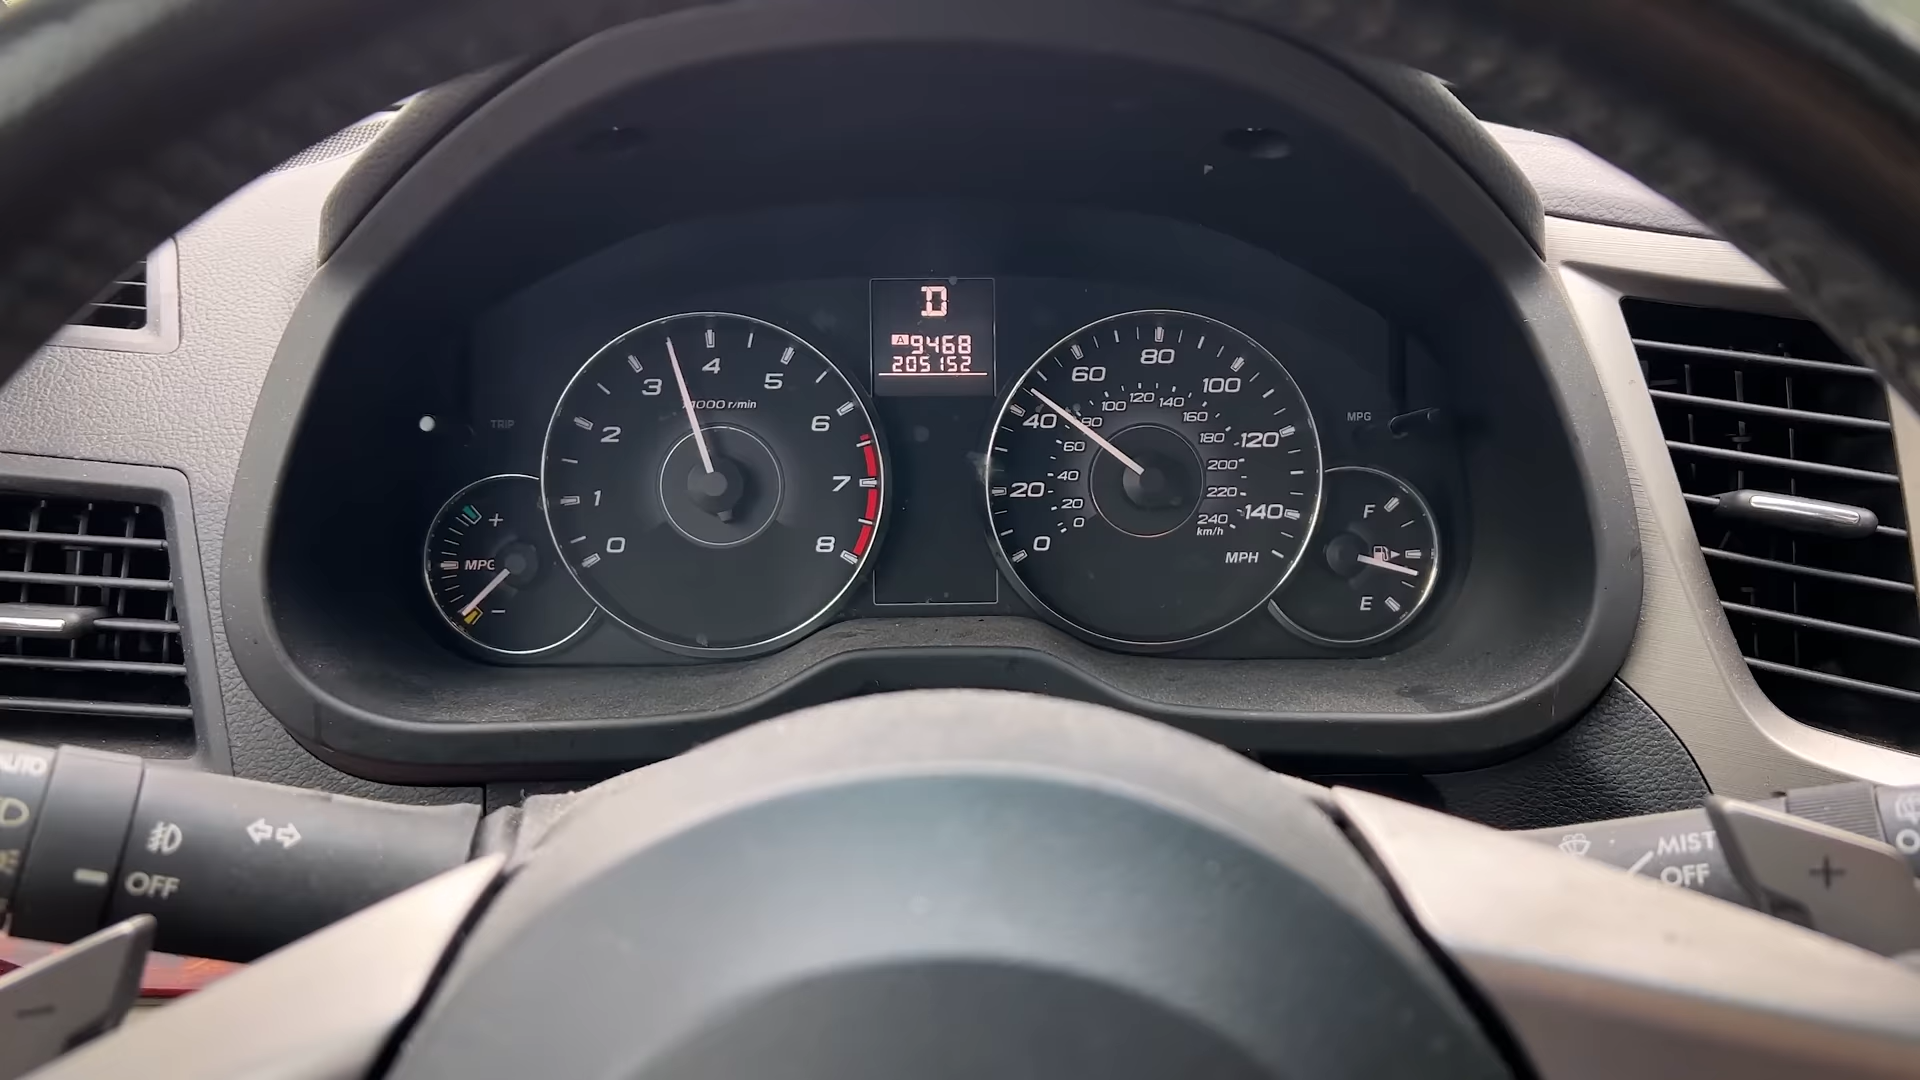 D
A 9468
205152
0
1
2
3
4
5
6
7
8
x1000 r/min
0
20
40
60
80
100
120
140
MPH
0
20
40
60
80
100
120
140
160
180
200
220
240
km/h
TRIP
MPG
+
MPG
−
F
E
AUTO
OFF
MIST
OFF
+
−